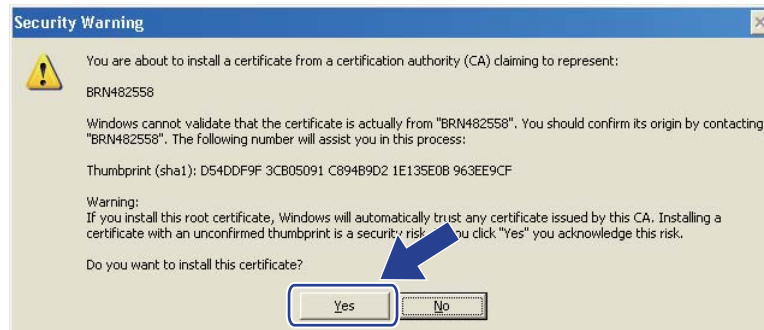 Security Warning
You are about to install a certificate from a certification authority (CA) claiming to represent:
BRN482558
Windows cannot validate that the certificate is actually from "BRN482558". You should confirm its origin by contacting
"BRN482558". The following number will assist you in this process:
Thumbprint (sha1): D54DDF9F 3CB05091 C894B9D2 1E135E0B 963EE9CF
Warning:
If you install this root certificate, Windows will automatically trust any certificate issued by this CA. Installing a
certificate with an unconfirmed thumbprint is a security risk. you click "Yes" you acknowledge this risk.
Do you want to install this certificate?
Yes No